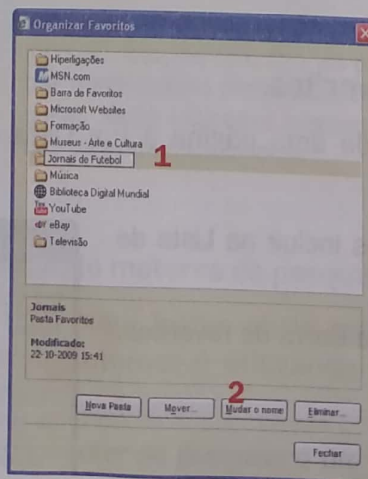 Organizar Favoritos
Hiperligações
MSN.com
Barra de Favoritos
Microsoft Websites
Formação
Museus - Arte e Cultura
Jornais de Futebol 1
Música
Biblioteca Digital Mundial
YouTube
eBay
Televisão
Jornais
Pasta Favoritos
Modificado:
22-10-2009 15:41
2
Nova Pasta Mover... Mudar o nome Eliminar...
Fechar